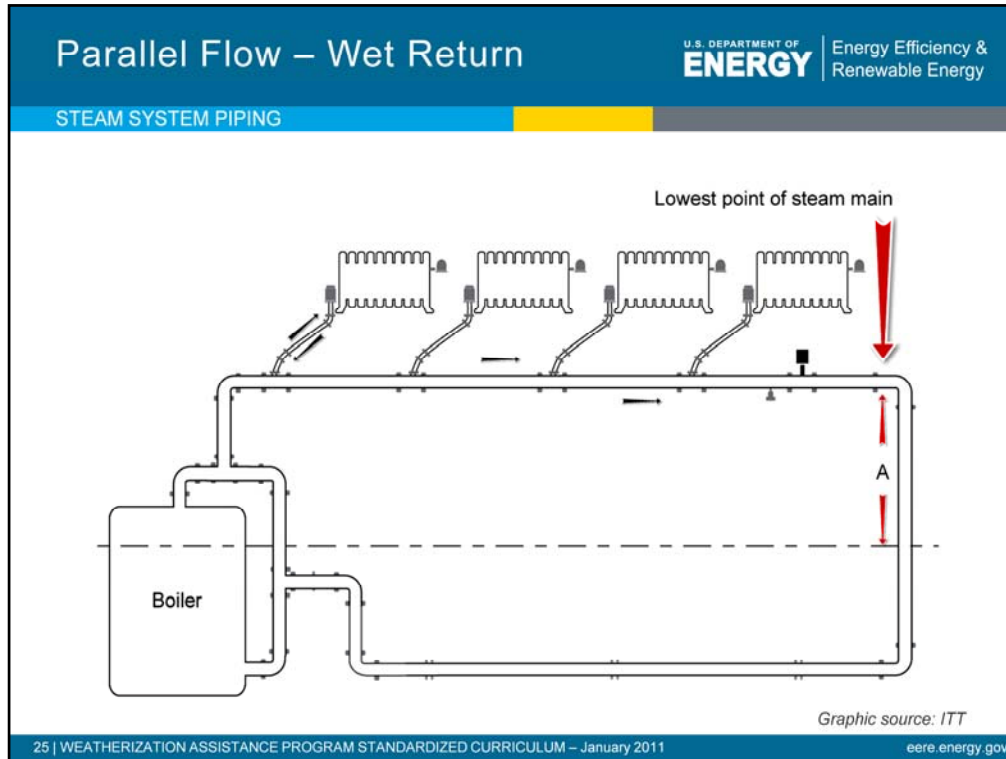 Parallel Flow – Wet Return
U.S. DEPARTMENT OF
ENERGY
Energy Efficiency &
Renewable Energy
STEAM SYSTEM PIPING
Lowest point of steam main
A
Boiler
Graphic source: ITT
25 | WEATHERIZATION ASSISTANCE PROGRAM STANDARDIZED CURRICULUM – January 2011
eere.energy.gov